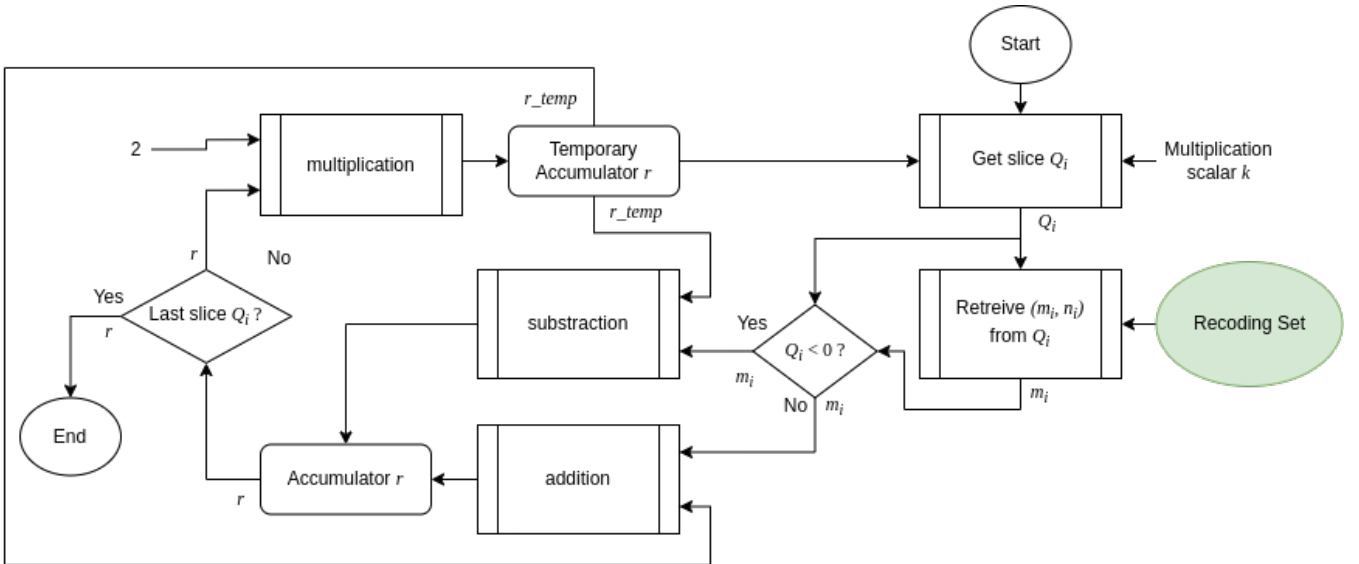 Start
r_temp
2
multiplication
Temporary
Accumulator r
Get slice Qi
Multiplication
scalar k
r_temp
Qi
r
No
Yes
r
Last slice Qi ?
substraction
Yes
mi
Qi < 0 ?
Retreive (mi, ni)
from Qi
Recoding Set
mi
No
mi
End
Accumulator r
r
addition